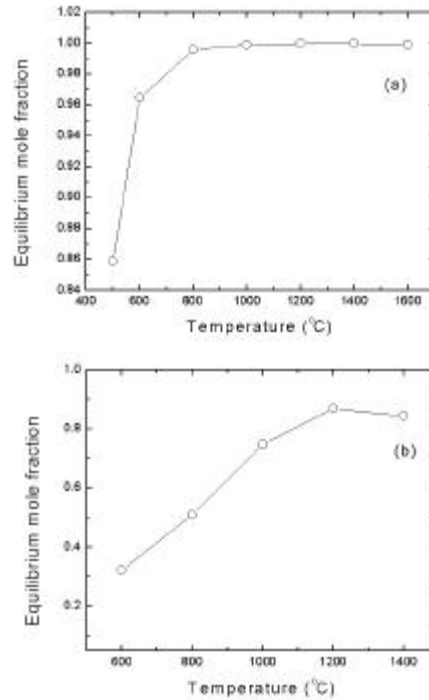 1.02
1.00
0.98
0.96
0.94
0.92
0.90
0.88
0.86
0.84
Equilibrium mole fraction
(a)
400 600 800 1000 1200 1400 1600
Temperature (°C)
1.0
0.8
0.6
0.4
0.2
Equilibrium mole fraction
(b)
600 800 1000 1200 1400
Temperature (°C)